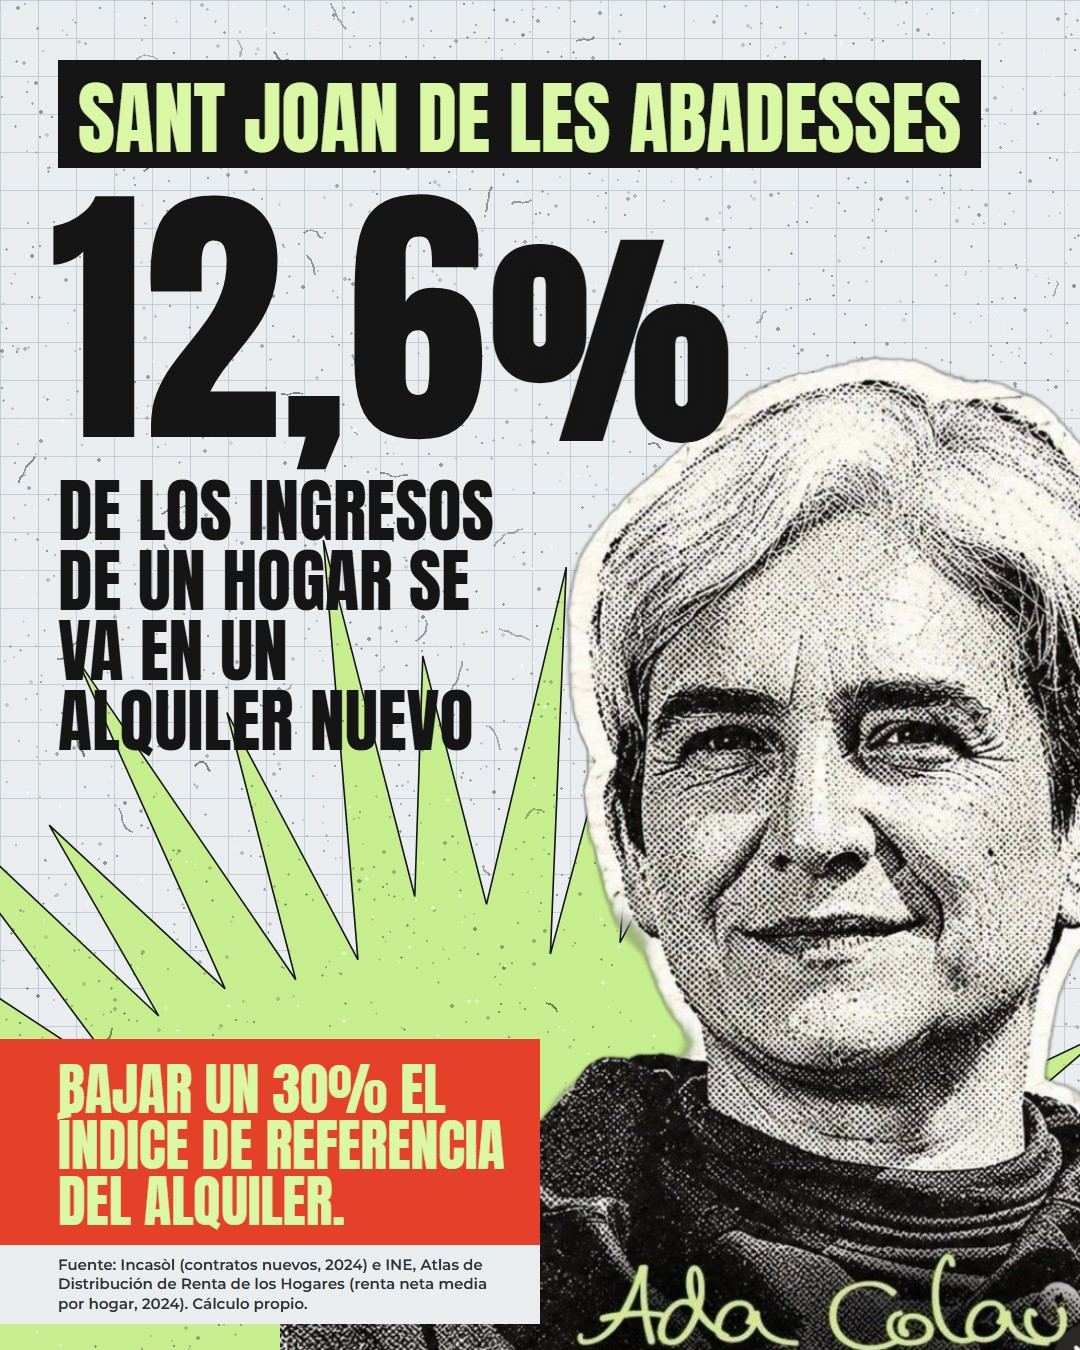 SANT JOAN DE LES ABADESSES
12,6%
DE LOS INGRESOS
DE UN HOGAR SE
VA EN UN
ALQUILER NUEVO
BAJAR UN 30% EL
ÍNDICE DE REFERENCIA
DEL ALQUILER.
Fuente: Incasòl (contratos nuevos, 2024) e INE, Atlas de
Distribución de Renta de los Hogares (renta neta media
por hogar, 2024). Cálculo propio.
Ada Colau